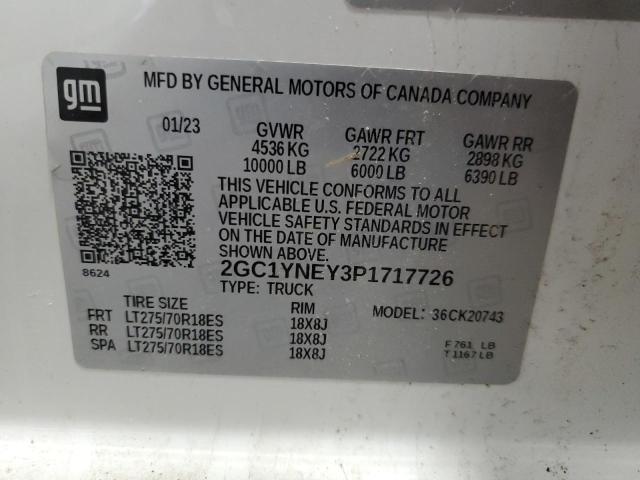 gm
MFD BY GENERAL MOTORS OF CANADA COMPANY
01/23 GVWR GAWR FRT GAWR RR
4536 KG 2722 KG 2898 KG
10000 LB 6000 LB 6390 LB
THIS VEHICLE CONFORMS TO ALL
APPLICABLE U.S. FEDERAL MOTOR
VEHICLE SAFETY STANDARDS IN EFFECT
ON THE DATE OF MANUFACTURE
SHOWN ABOVE.
8624 2GC1YNEY3P1717726
TYPE: TRUCK
TIRE SIZE RIM MODEL: 36CK20743
FRT LT275/70R18ES 18X8J
RR LT275/70R18ES 18X8J F 761 LB
SPA LT275/70R18ES 18X8J T 1167 LB